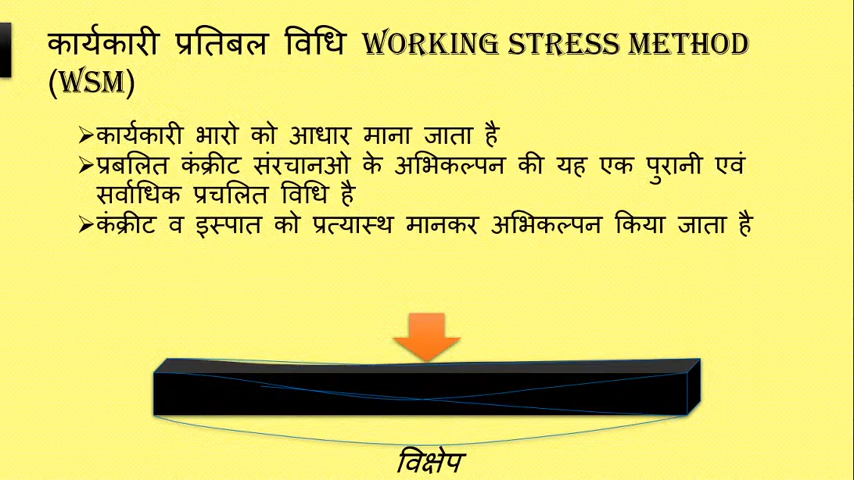 कार्यकारी प्रतिबल विधि WORKING STRESS METHOD
(WSM)
➢कार्यकारी भारो को आधार माना जाता है
➢प्रबलित कंक्रीट संरचानओ के अभिकल्पन की यह एक पुरानी एवं
सर्वाधिक प्रचलित विधि है
➢कंक्रीट व इस्पात को प्रत्यास्थ मानकर अभिकल्पन किया जाता है
विक्षेप